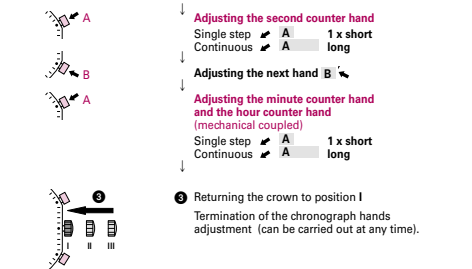 A
Adjusting the second counter hand
Single step A 1 x short
Continuous A long
B
Adjusting the next hand B
A
Adjusting the minute counter hand
and the hour counter hand
(mechanical coupled)
Single step A 1 x short
Continuous A long
3
I II III
3 Returning the crown to position I
Termination of the chronograph hands
adjustment (can be carried out at any time).